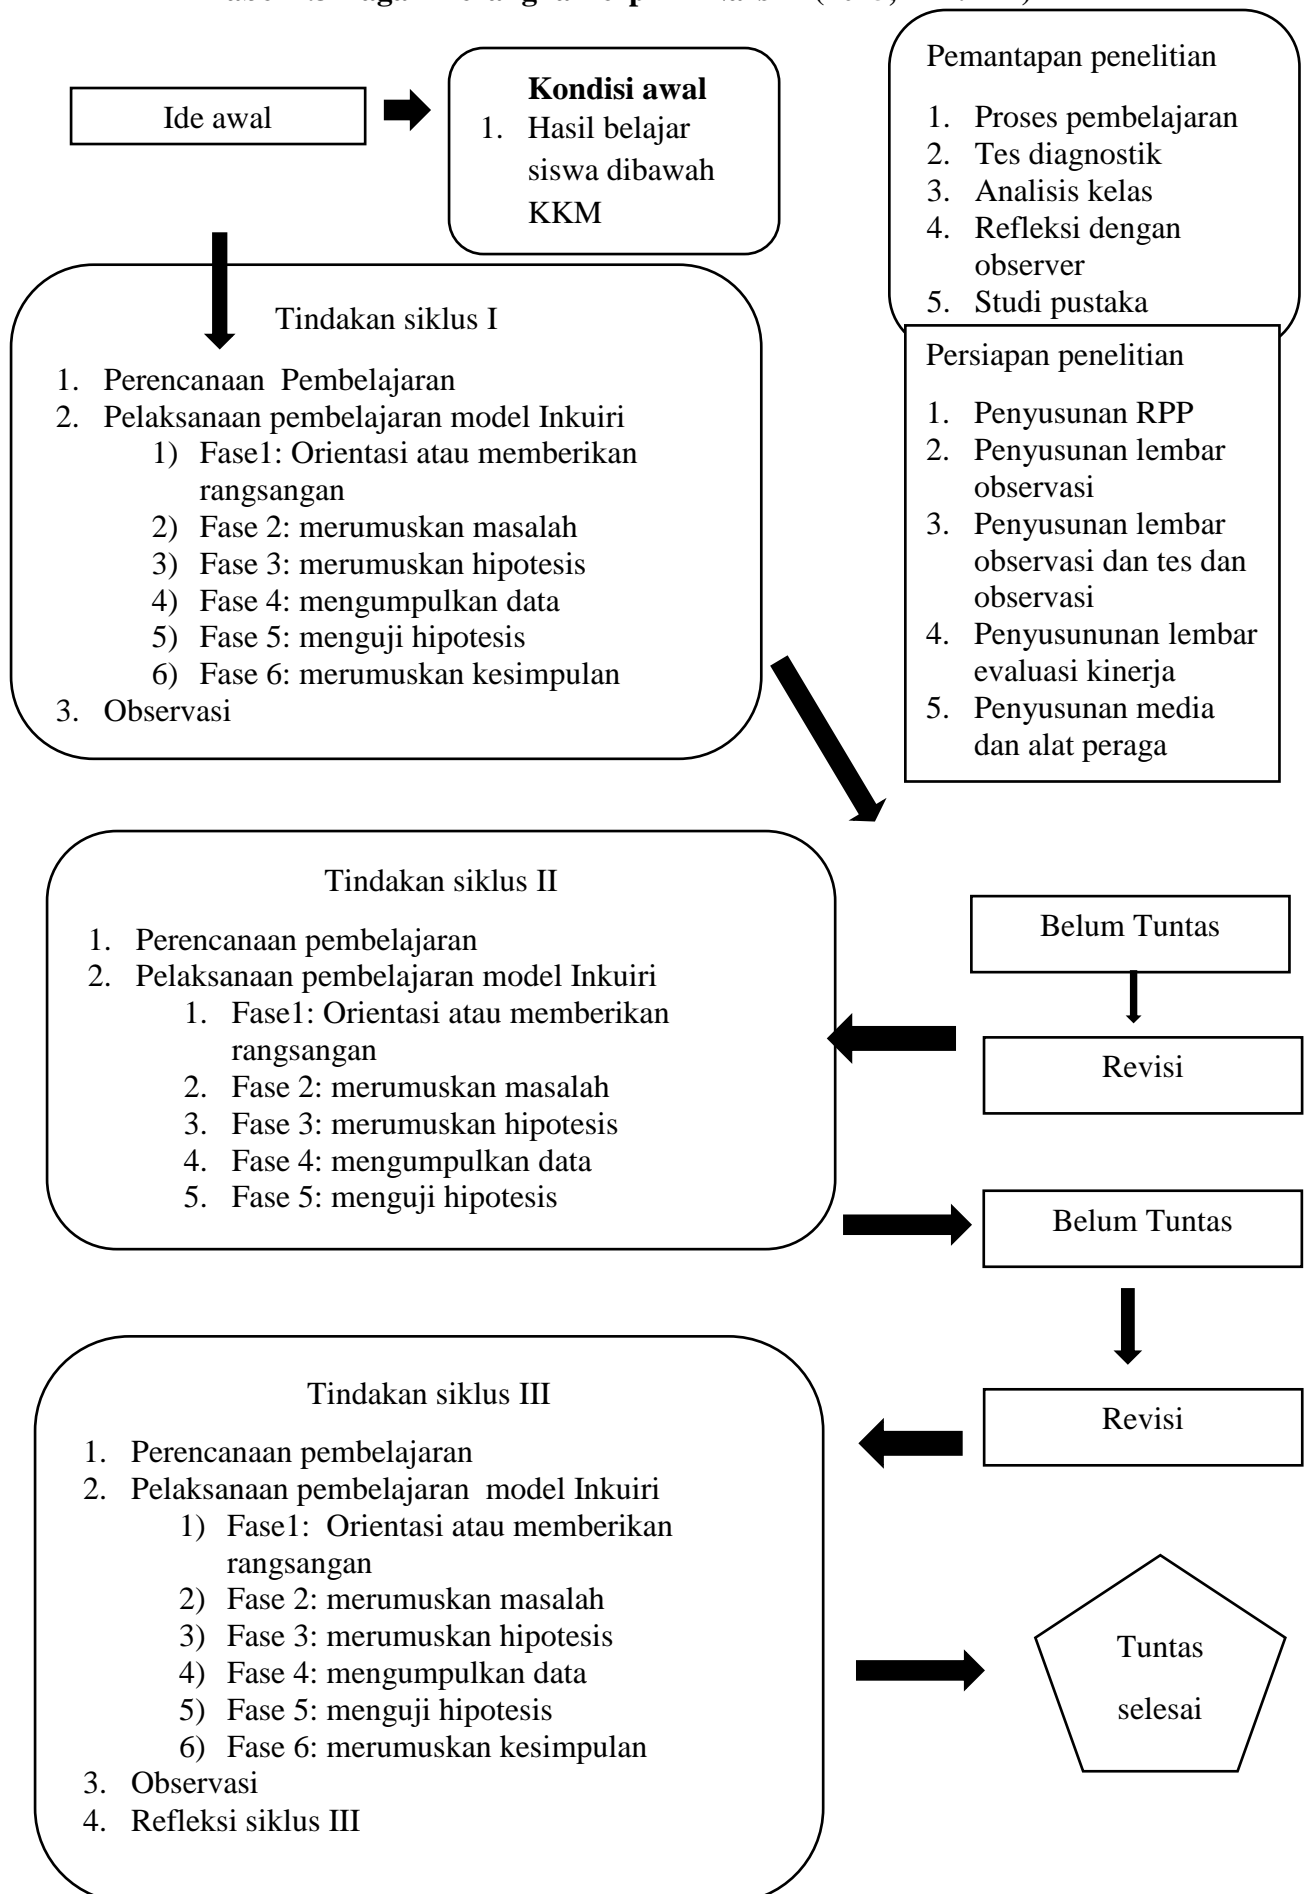 Ide awal
Kondisi awal
1. Hasil belajar
siswa dibawah
KKM
Pemantapan penelitian
1. Proses pembelajaran
2. Tes diagnostik
3. Analisis kelas
4. Refleksi dengan
observer
5. Studi pustaka
Tindakan siklus I
1. Perencanaan Pembelajaran
2. Pelaksanaan pembelajaran model Inkuiri
1) Fase1: Orientasi atau memberikan
rangsangan
2) Fase 2: merumuskan masalah
3) Fase 3: merumuskan hipotesis
4) Fase 4: mengumpulkan data
5) Fase 5: menguji hipotesis
6) Fase 6: merumuskan kesimpulan
3. Observasi
Persiapan penelitian
1. Penyusunan RPP
2. Penyusunan lembar
observasi
3. Penyusunan lembar
observasi dan tes dan
observasi
4. Penyusununan lembar
evaluasi kinerja
5. Penyusunan media
dan alat peraga
Tindakan siklus II
1. Perencanaan pembelajaran
2. Pelaksanaan pembelajaran model Inkuiri
1. Fase1: Orientasi atau memberikan
rangsangan
2. Fase 2: merumuskan masalah
3. Fase 3: merumuskan hipotesis
4. Fase 4: mengumpulkan data
5. Fase 5: menguji hipotesis
Belum Tuntas
Revisi
Belum Tuntas
Revisi
Tindakan siklus III
1. Perencanaan pembelajaran
2. Pelaksanaan pembelajaran model Inkuiri
1) Fase1: Orientasi atau memberikan
rangsangan
2) Fase 2: merumuskan masalah
3) Fase 3: merumuskan hipotesis
4) Fase 4: mengumpulkan data
5) Fase 5: menguji hipotesis
6) Fase 6: merumuskan kesimpulan
3. Observasi
4. Refleksi siklus III
Tuntas
selesai